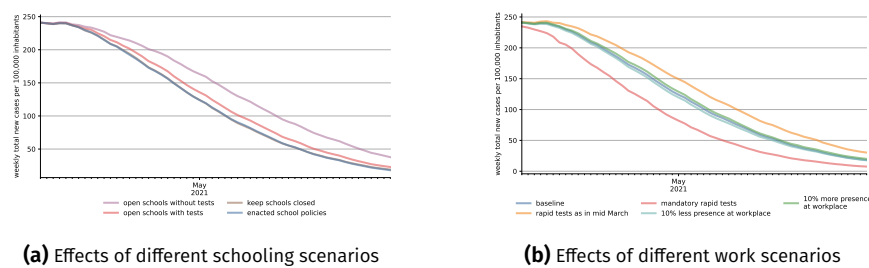 250
200
150
100
50
weekly total new cases per 100,000 inhabitants
May
2021
open schools without tests
open schools with tests
keep schools closed
enacted school policies
(a) Effects of different schooling scenarios
250
200
150
100
50
0
weekly total new cases per 100,000 inhabitants
May
2021
baseline
rapid tests as in mid March
mandatory rapid tests
10% less presence at workplace
10% more presence
at workplace
(b) Effects of different work scenarios